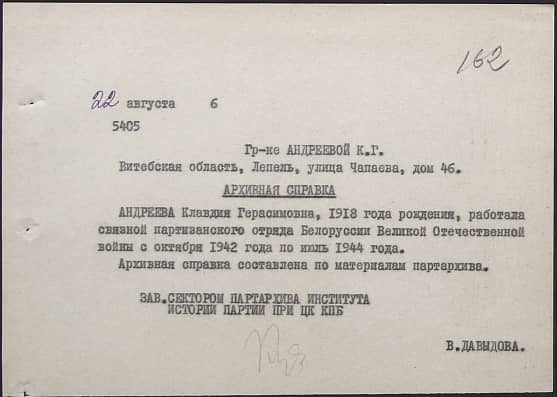 162
22 августа 6
5405
Гр-ке АНДРЕЕВОЙ К.Г.
Витебская область, Лепель, улица Чапаева, дом 46.
АРХИВНАЯ СПРАВКА
АНДРЕЕВА Клавдия Герасимовна, 1918 года рождения, работала
связной партизанского отряда Белоруссии Великой Отечественной
войны с октября 1942 года по июль 1944 года.
Архивная справка составлена по материалам партархива.
ЗАВ.СЕКТОРОМ ПАРТАРХИВА ИНСТИТУТА
ИСТОРИИ ПАРТИИ ПРИ ЦК КПБ
В.ДАВЫДОВА.